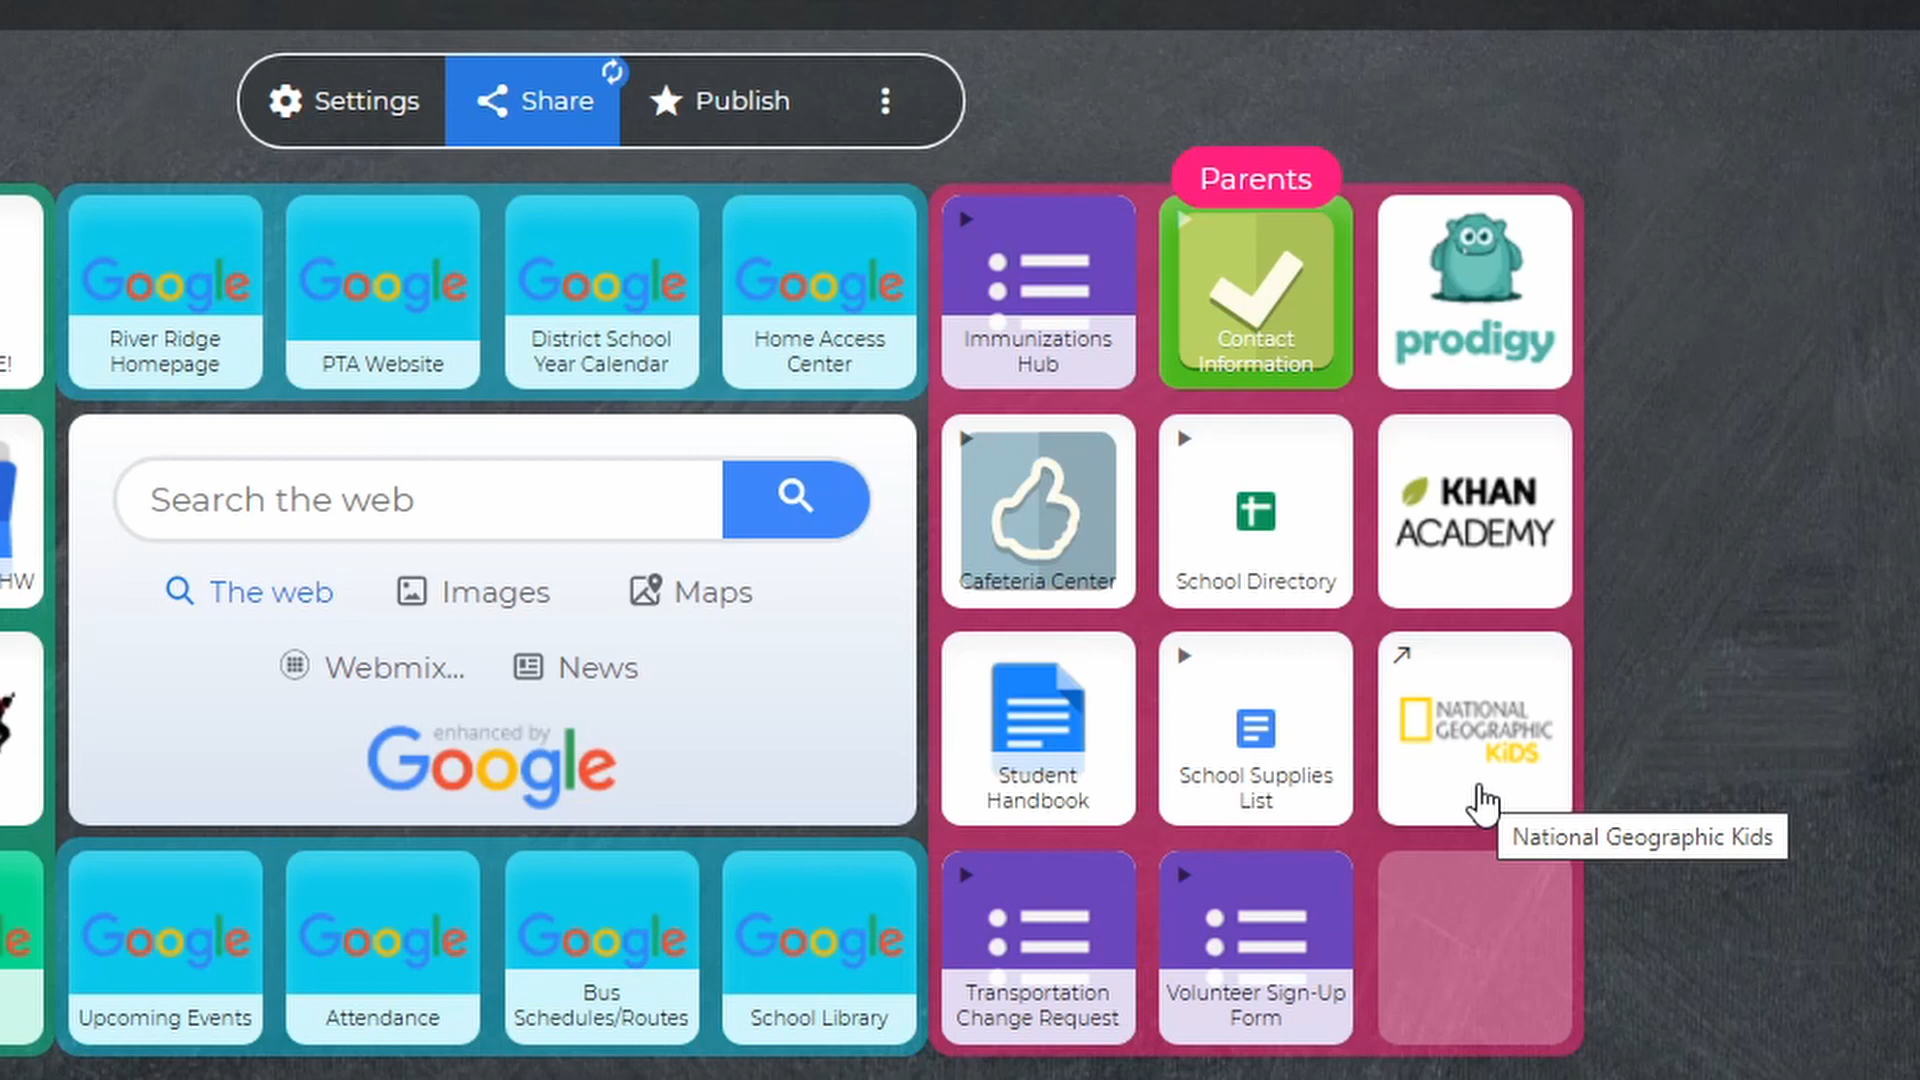 Settings
Share
Publish
Parents
E!
Google
River Ridge
Homepage
Google
PTA Website
Google
District School
Year Calendar
Google
Home Access
Center
Immunizations
Hub
Contact
Information
prodigy
HW
Search the web
The web
Images
Maps
Webmix...
News
enhanced by
Google
Cafeteria Center
School Directory
KHAN
ACADEMY
Student
Handbook
School Supplies
List
NATIONAL
GEOGRAPHIC
KiDS
National Geographic Kids
le
Google
Upcoming Events
Google
Attendance
Google
Bus
Schedules/Routes
Google
School Library
Transportation
Change Request
Volunteer Sign-Up
Form